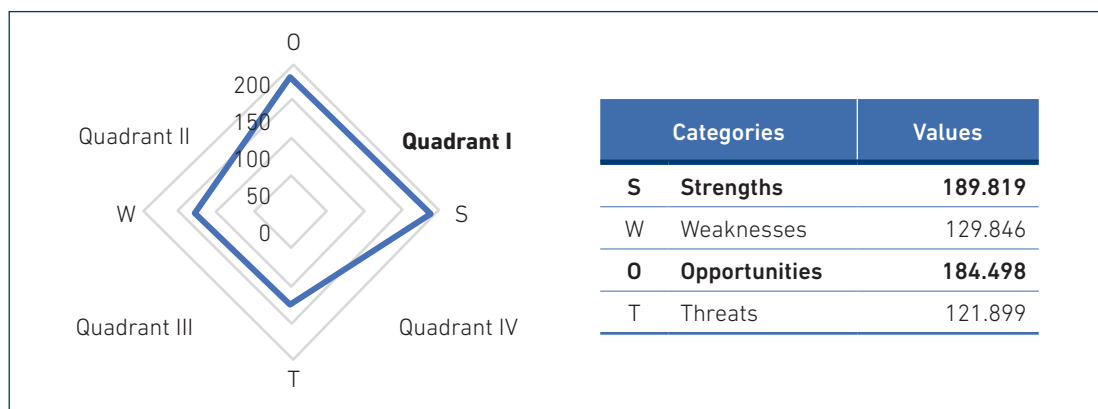 O
200
150
100
50
0
Quadrant II
Quadrant I
W
S
Quadrant III
Quadrant IV
T
Categories Values
S Strengths 189.819
W Weaknesses 129.846
O Opportunities 184.498
T Threats 121.899